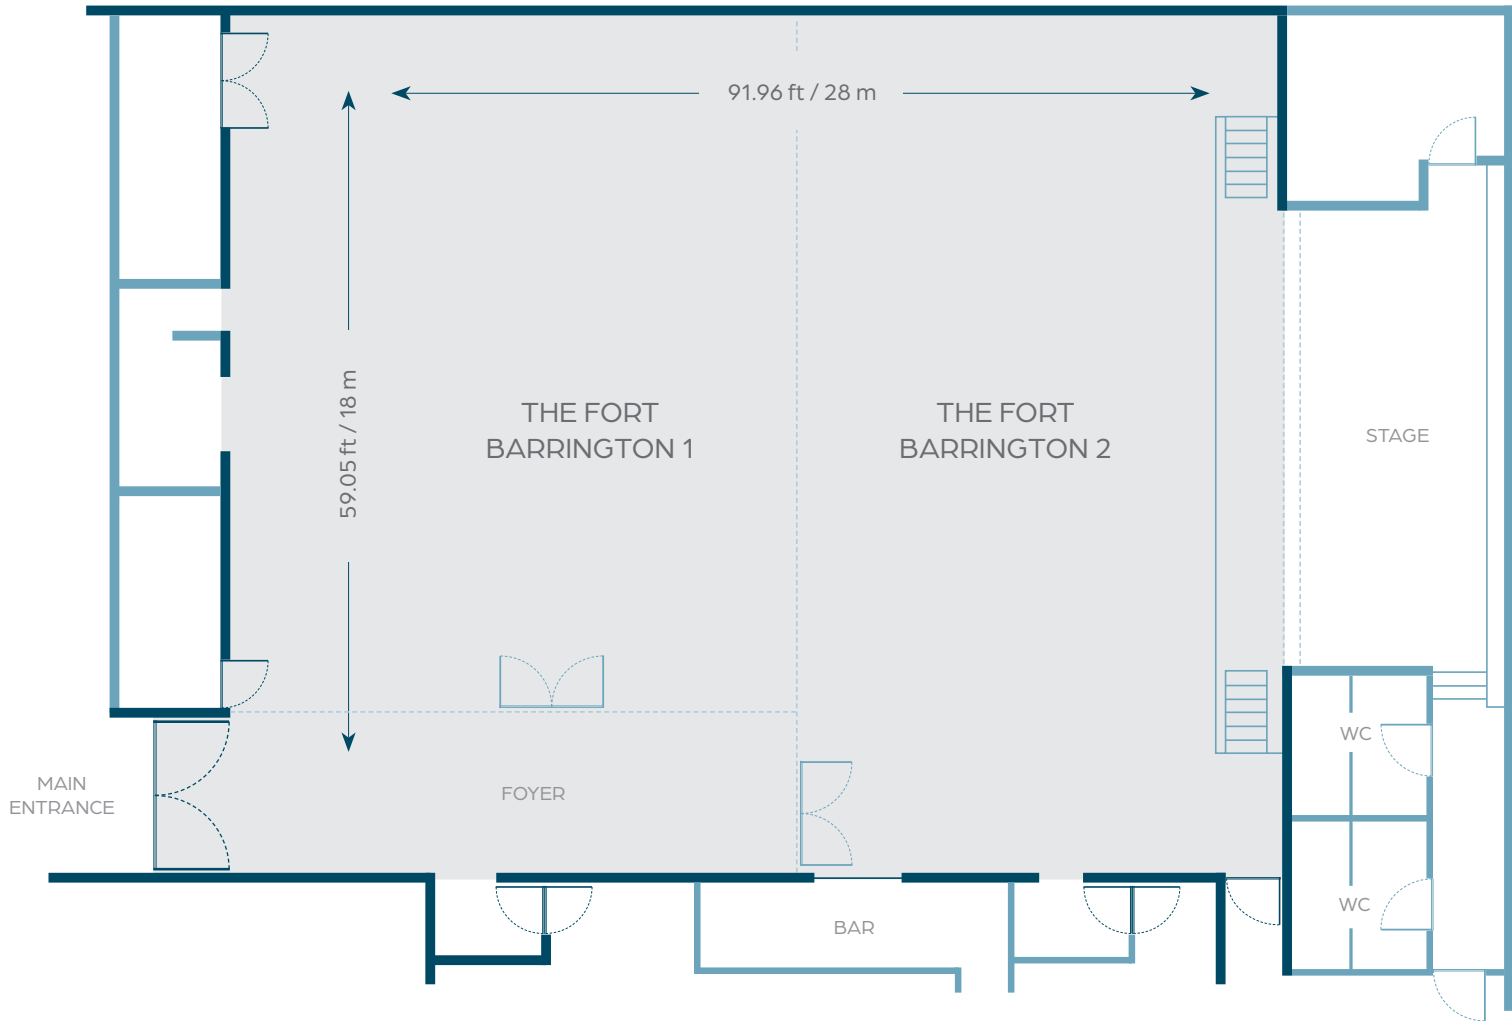 91.96 ft / 28 m
59.05 ft / 18 m
THE FORT
BARRINGTON 1
THE FORT
BARRINGTON 2
STAGE
WC
MAIN
ENTRANCE
FOYER
WC
BAR